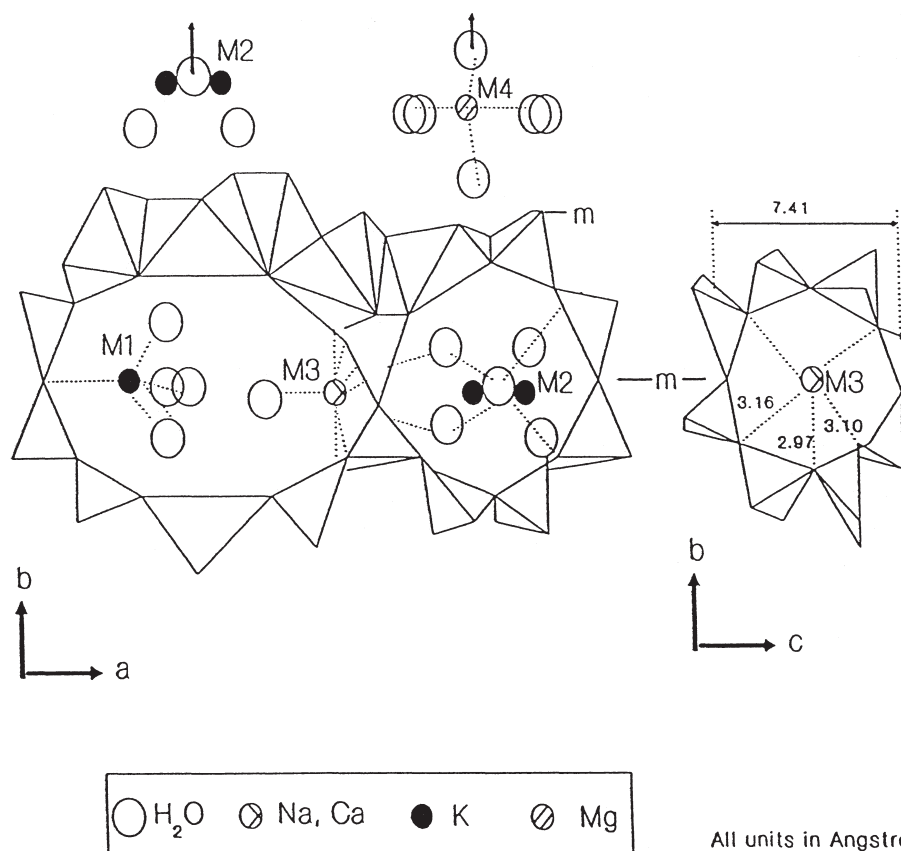 M2
M4
m
7.41
M1
M3
M2
m
M3
3.16
2.97
3.10
b
a
b
c
H₂O Na, Ca K Mg
All units in Angstro